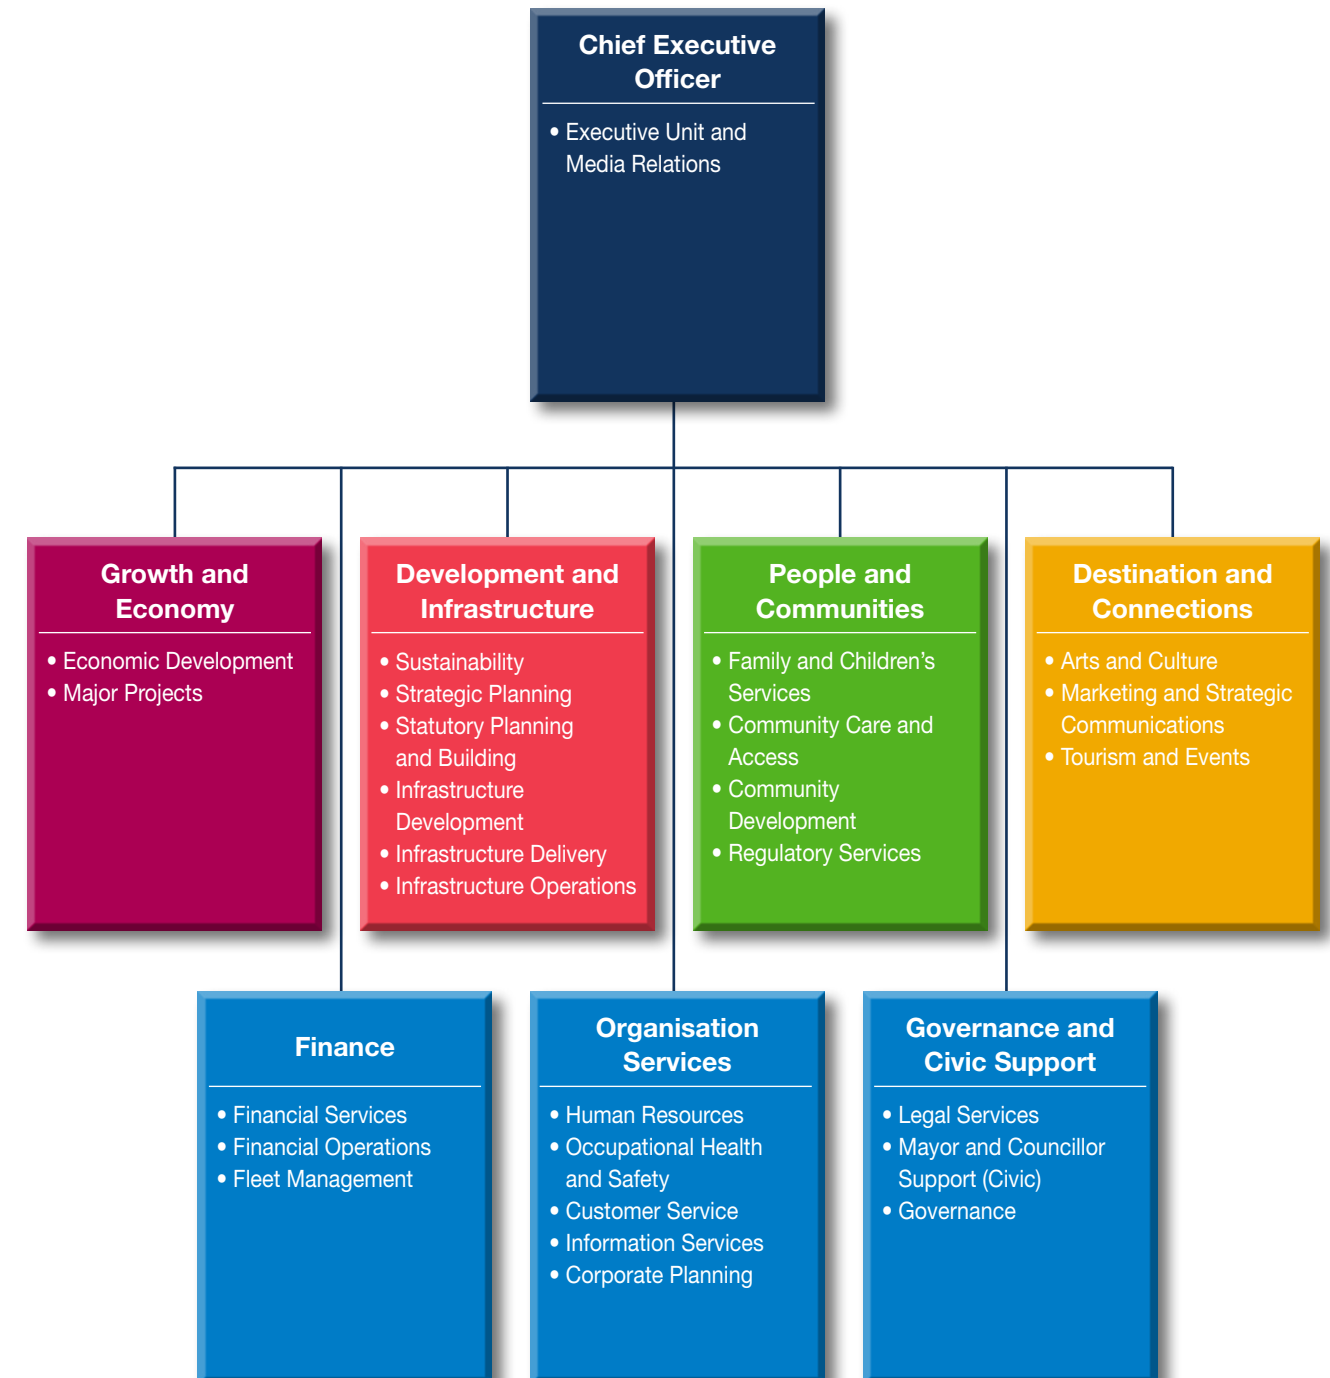 Chief Executive
Officer
• Executive Unit and
Media Relations
Growth and
Economy
• Economic Development
• Major Projects
Development and
Infrastructure
• Sustainability
• Strategic Planning
• Statutory Planning
and Building
• Infrastructure
Development
• Infrastructure Delivery
• Infrastructure Operations
People and
Communities
• Family and Children’s
Services
• Community Care and
Access
• Community
Development
• Regulatory Services
Destination and
Connections
• Arts and Culture
• Marketing and Strategic
Communications
• Tourism and Events
Finance
• Financial Services
• Financial Operations
• Fleet Management
Organisation
Services
• Human Resources
• Occupational Health
and Safety
• Customer Service
• Information Services
• Corporate Planning
Governance and
Civic Support
• Legal Services
• Mayor and Councillor
Support (Civic)
• Governance